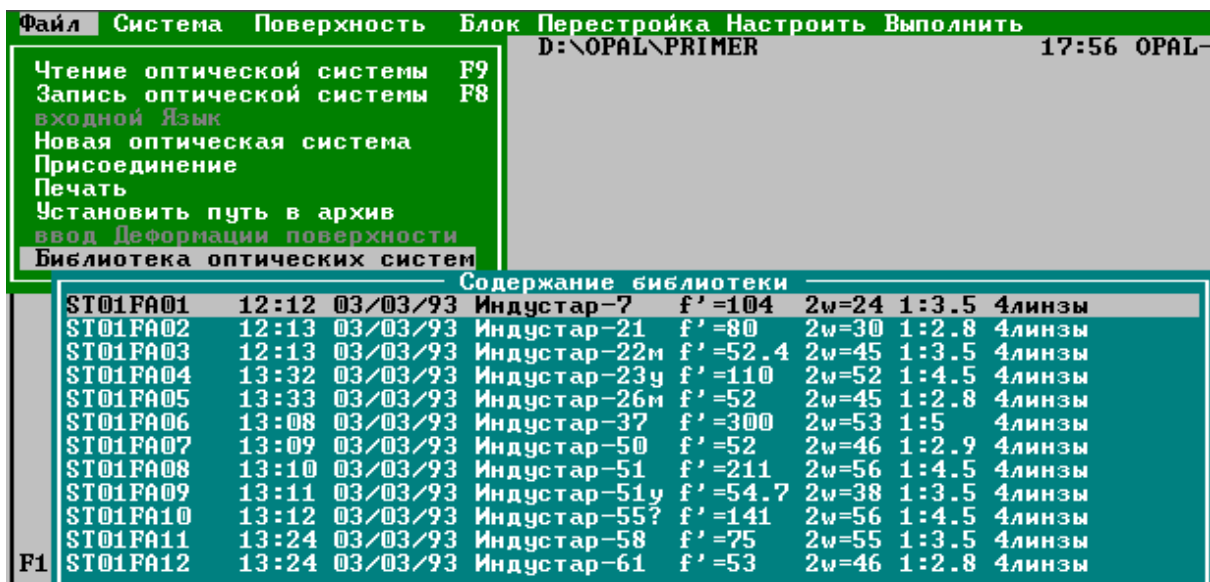 Файл Система Поверхность Блок Перестройка Настроить Выполнить
D:\OPAL\PRIMER 17:56 OPAL-
Чтение оптической системы F9
Запись оптической системы F8
входной Язык
Новая оптическая система
Присоединение
Печать
Установить путь в архив
ввод Деформации поверхности
Библиотека оптических систем
Содержание библиотеки
ST01FA01 12:12 03/03/93 Индустар-7 f'=104 2w=24 1:3.5 4линзы
ST01FA02 12:13 03/03/93 Индустар-21 f'=80 2w=30 1:2.8 4линзы
ST01FA03 12:13 03/03/93 Индустар-22м f'=52.4 2w=45 1:3.5 4линзы
ST01FA04 13:32 03/03/93 Индустар-23у f'=110 2w=52 1:4.5 4линзы
ST01FA05 13:33 03/03/93 Индустар-26м f'=52 2w=45 1:2.8 4линзы
ST01FA06 13:08 03/03/93 Индустар-37 f'=300 2w=53 1:5 4линзы
ST01FA07 13:09 03/03/93 Индустар-50 f'=52 2w=46 1:2.9 4линзы
ST01FA08 13:10 03/03/93 Индустар-51 f'=211 2w=56 1:4.5 4линзы
ST01FA09 13:11 03/03/93 Индустар-51у f'=54.7 2w=38 1:3.5 4линзы
ST01FA10 13:12 03/03/93 Индустар-55? f'=141 2w=56 1:4.5 4линзы
ST01FA11 13:24 03/03/93 Индустар-58 f'=75 2w=55 1:3.5 4линзы
F1 ST01FA12 13:24 03/03/93 Индустар-61 f'=53 2w=46 1:2.8 4линзы